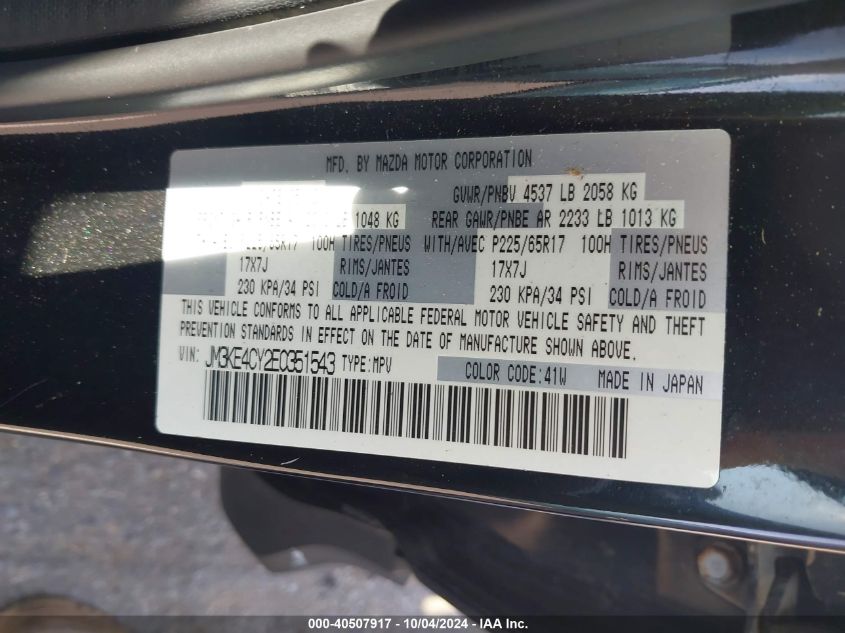 MFD. BY MAZDA MOTOR CORPORATION
GVWR/PNBV 4537 LB 2058 KG
1048 KG REAR GAWR/PNBE AR 2233 LB 1013 KG
100H TIRES/PNEUS WITH/AVEC P225/65R17 100H TIRES/PNEUS
17X7J RIMS/JANTES 17X7J RIMS/JANTES
230 KPA/34 PSI COLD/A FROID 230 KPA/34 PSI COLD/A FROID
THIS VEHICLE CONFORMS TO ALL APPLICABLE FEDERAL MOTOR VEHICLE SAFETY AND THEFT
PREVENTION STANDARDS IN EFFECT ON THE DATE OF MANUFACTURE SHOWN ABOVE.
VIN: JM3KE4CY2E0351543 TYPE:MPV COLOR CODE:41W MADE IN JAPAN
000-40507917 - 10/04/2024 - IAA Inc.